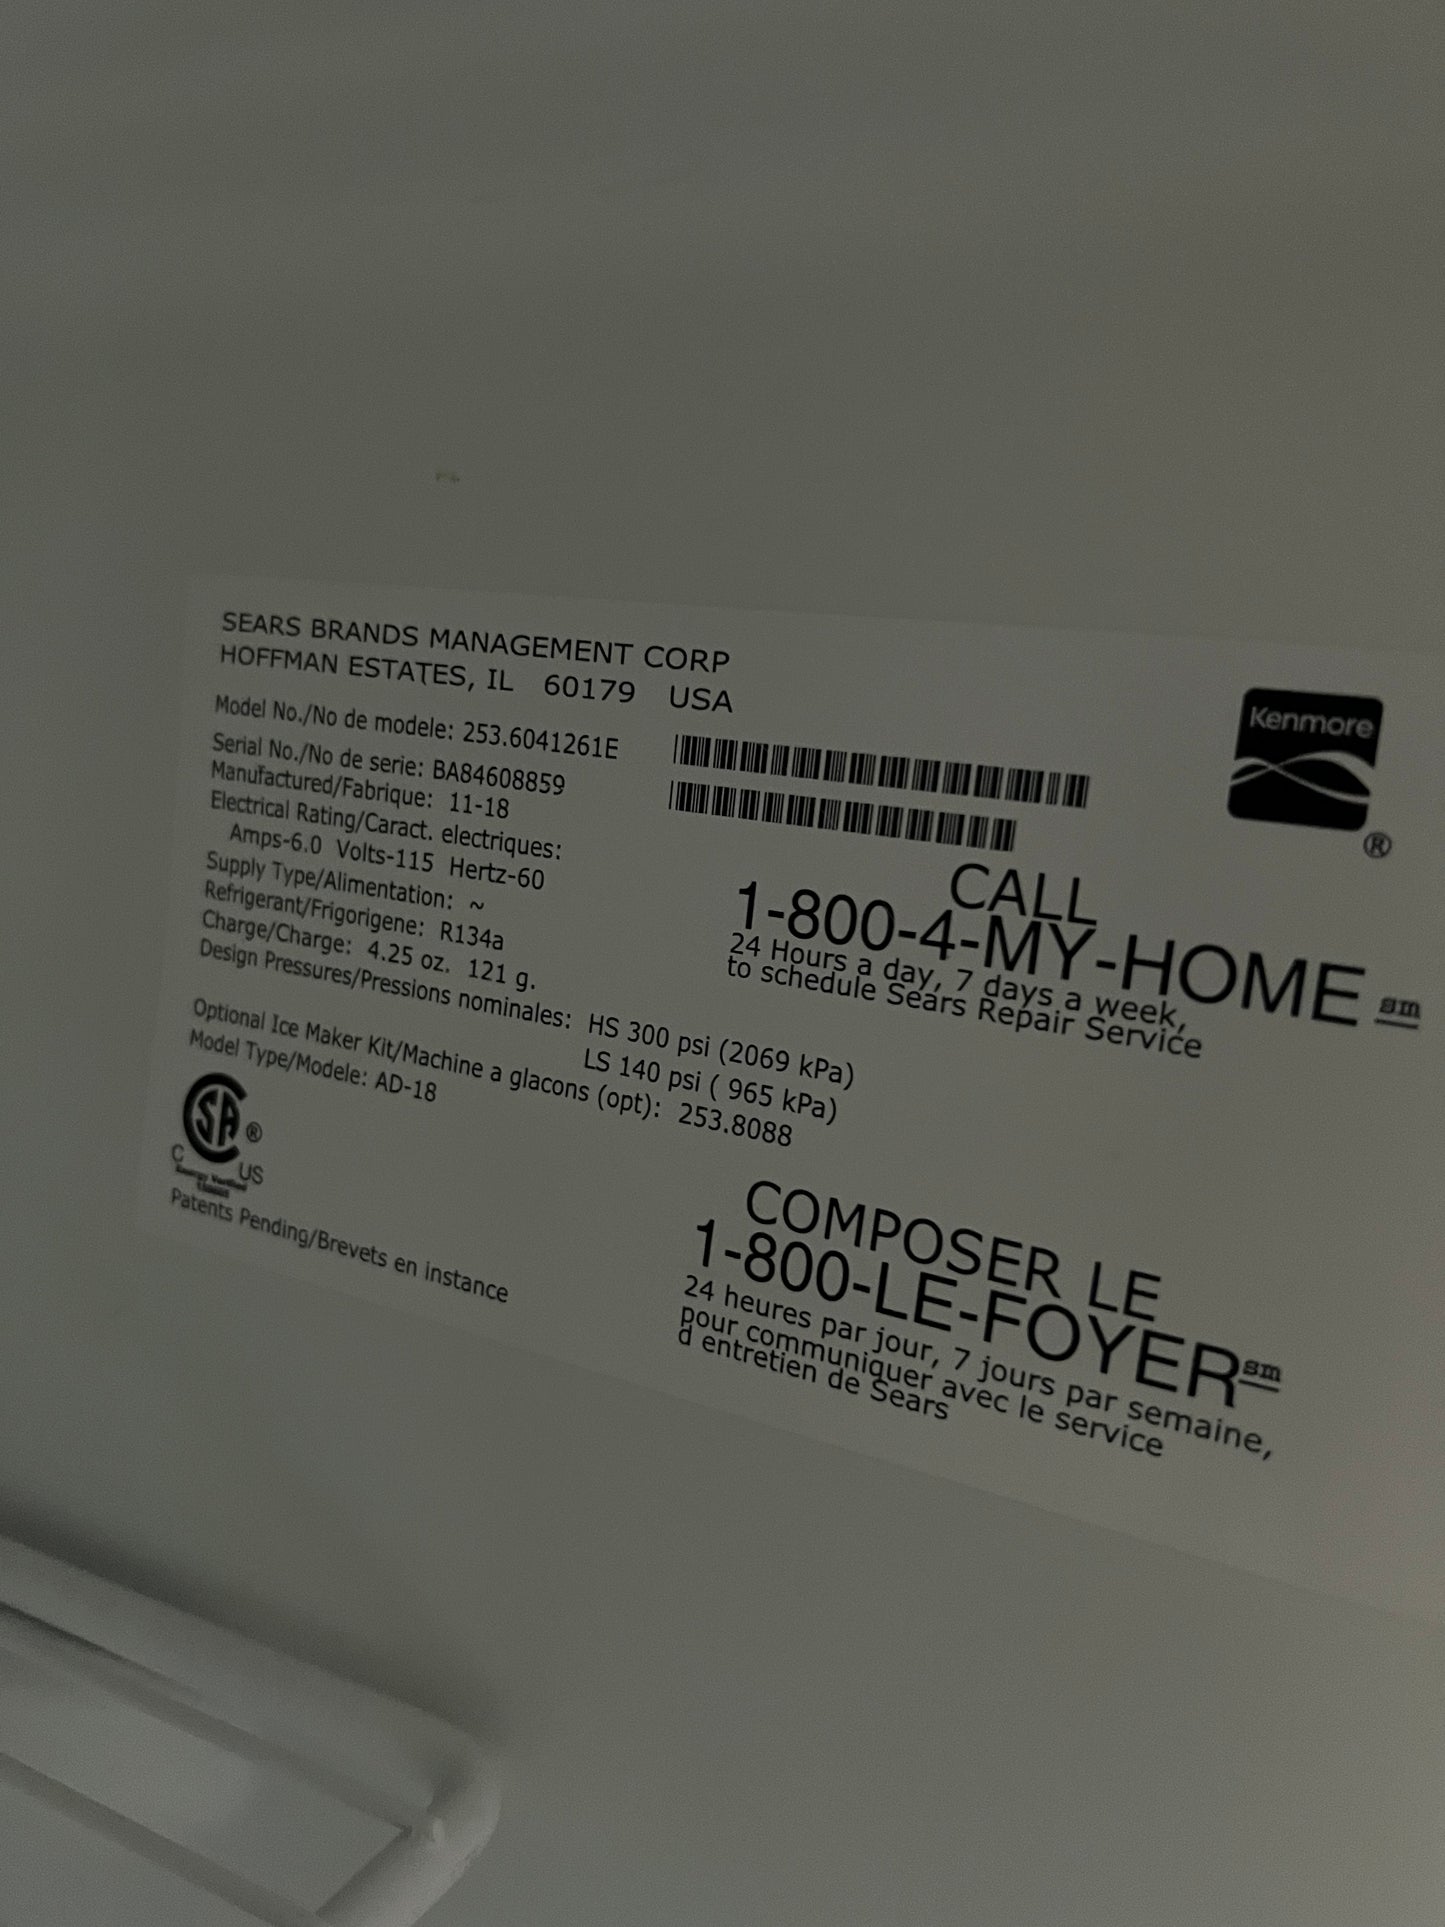 SEARS BRANDS MANAGEMENT CORP
HOFFMAN ESTATES, IL 60179 USA
Model No./No de modele: 253.6041261E
Serial No./No de serie: BA84608859
Manufactured/Fabrique: 11-18
Electrical Rating/Caract. electriques:
Amps-6.0 Volts-115 Hertz-60
Supply Type/Alimentation: ~
Refrigerant/Frigorigene: R134a
Charge/Charge: 4.25 oz. 121 g.
Design Pressures/Pressions nominales: HS 300 psi (2069 kPa)
LS 140 psi ( 965 kPa)
Optional Ice Maker Kit/Machine a glacons (opt): 253.8088
Model Type/Modele: AD-18
CSA ®
C US
Energy Verified
Patents Pending/Brevets en instance
Kenmore
®
CALL
1-800-4-MY-HOME sm
24 Hours a day, 7 days a week,
to schedule Sears Repair Service
COMPOSER LE
1-800-LE-FOYER sm
24 heures par jour, 7 jours par semaine,
pour communiquer avec le service
d entretien de Sears